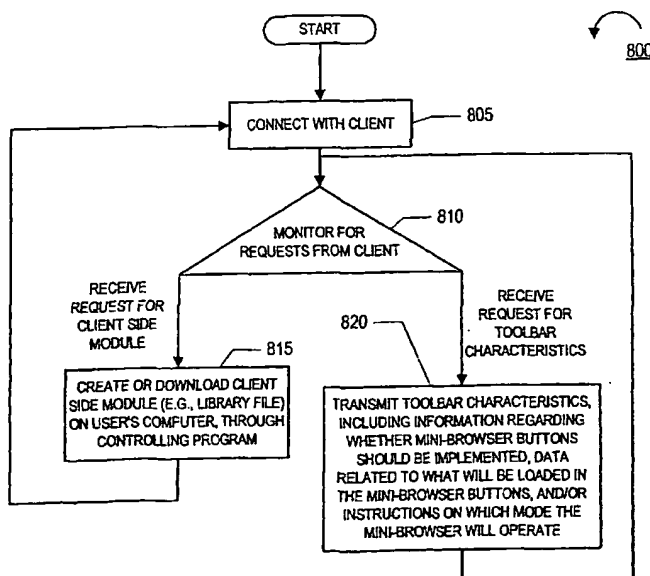 START
800
CONNECT WITH CLIENT
805
MONITOR FOR
REQUESTS FROM CLIENT
810
RECEIVE
REQUEST FOR
CLIENT SIDE
MODULE
RECEIVE
REQUEST FOR
TOOLBAR
CHARACTERISTICS
815
CREATE OR DOWNLOAD CLIENT
SIDE MODULE (E.G., LIBRARY FILE)
ON USER'S COMPUTER, THROUGH
CONTROLLING PROGRAM
820
TRANSMIT TOOLBAR CHARACTERISTICS,
INCLUDING INFORMATION REGARDING
WHETHER MINI-BROWSER BUTTONS
SHOULD BE IMPLEMENTED, DATA
RELATED TO WHAT WILL BE LOADED IN
THE MINI-BROWSER BUTTONS, AND/OR
INSTRUCTIONS ON WHICH MODE THE
MINI-BROWSER WILL OPERATE